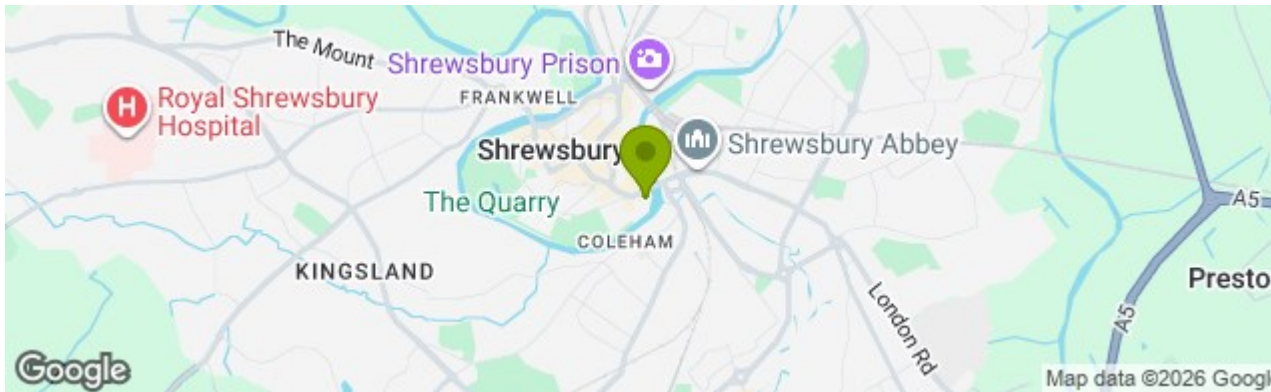 The Mount
Shrewsbury Prison
FRANKWELL
H
Royal Shrewsbury
Hospital
Shrewsbury
Shrewsbury Abbey
The Quarry
A5
COLEHAM
KINGSLAND
Presto
London Rd
A5
Google
Map data ©2026 Google